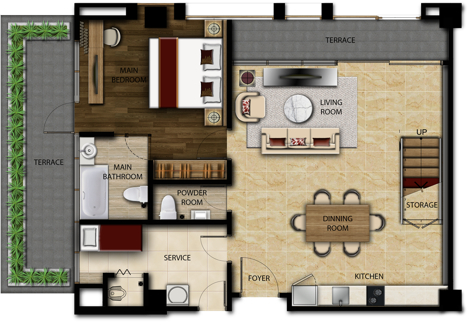 TERRACE
MAIN
BEDROOM
LIVING
ROOM
UP
TERRACE
MAIN
BATHROOM
POWDER
ROOM
STORAGE
DINNING
ROOM
SERVICE
FOYER
KITCHEN